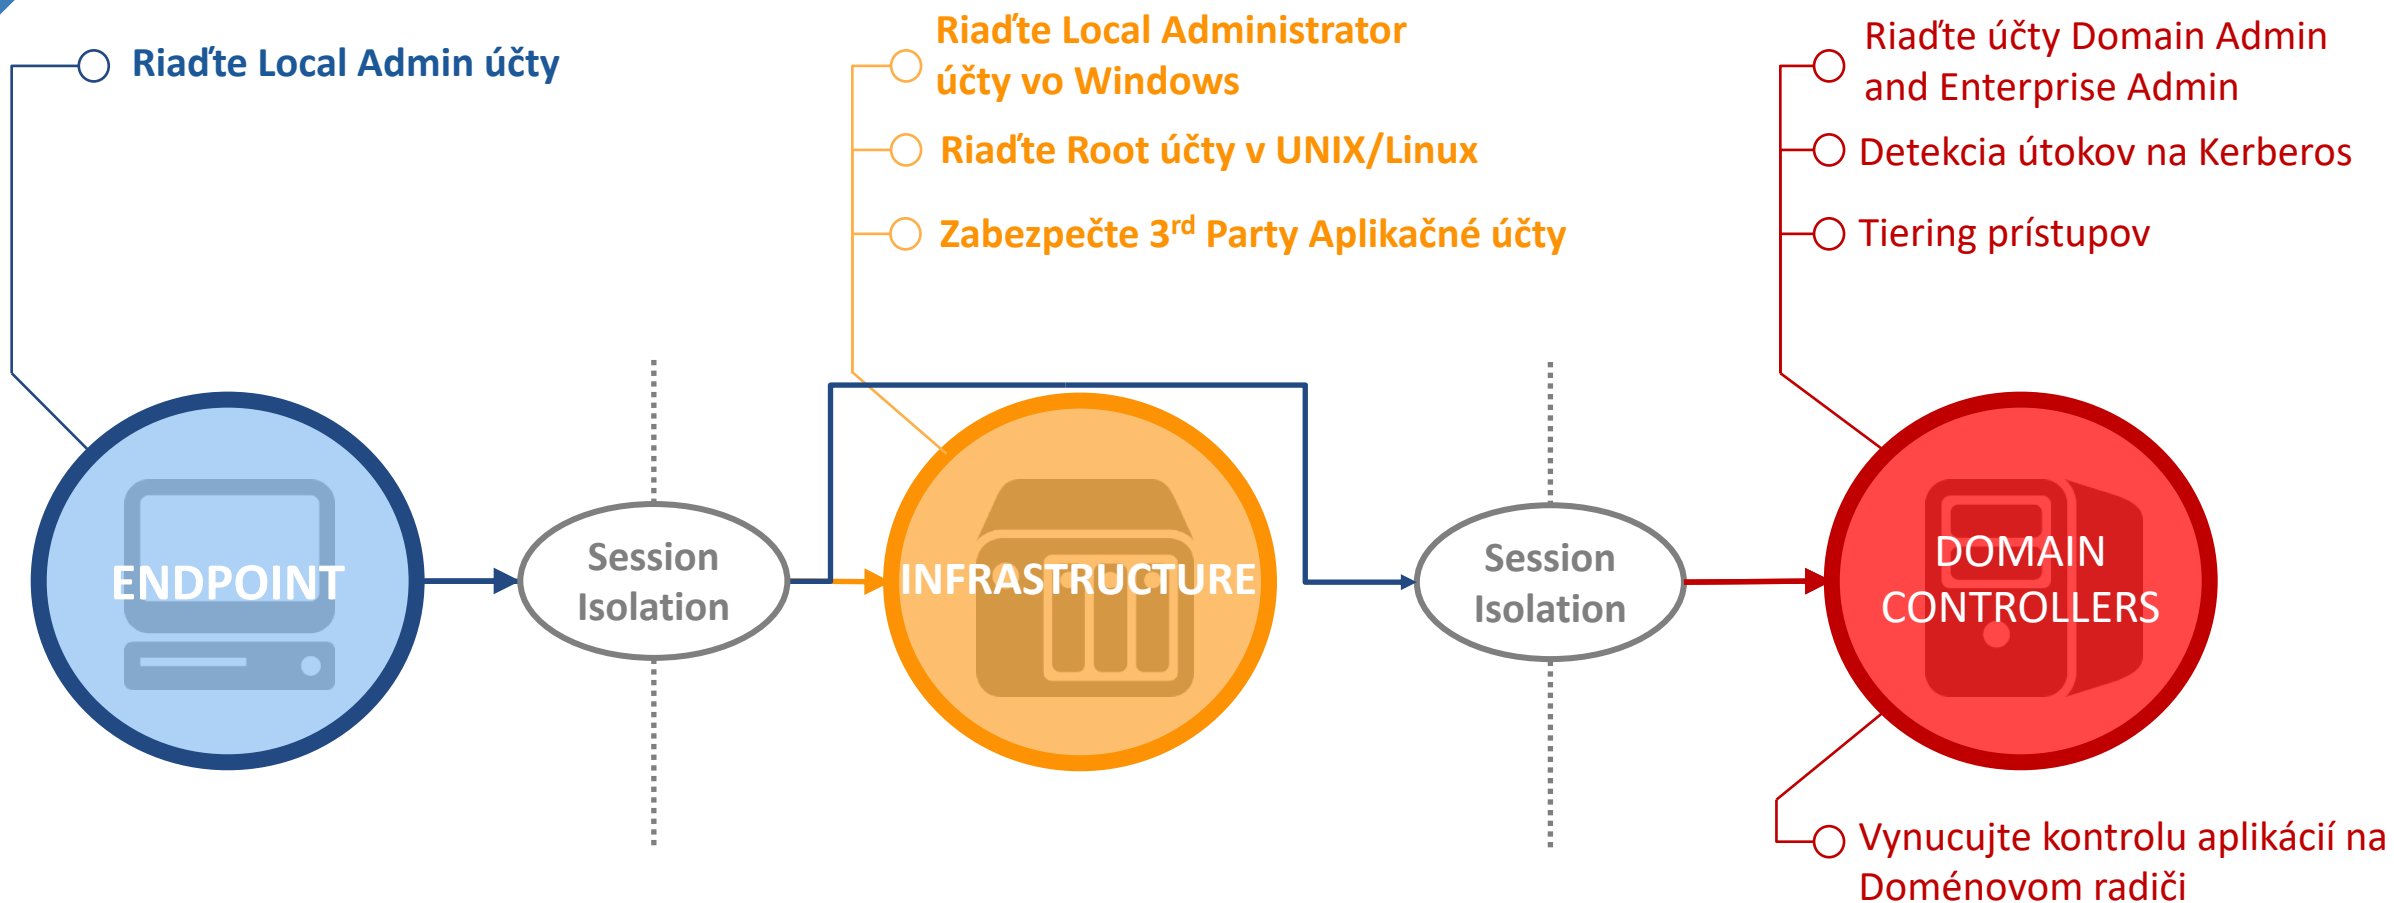 Riaďte Local Admin účty
Riaďte Local Administrator
účty vo Windows
Riaďte Root účty v UNIX/Linux
Zabezpečte 3rd Party Aplikačné účty
Riaďte účty Domain Admin
and Enterprise Admin
Detekcia útokov na Kerberos
Tiering prístupov
ENDPOINT
Session
Isolation
INFRASTRUCTURE
Session
Isolation
DOMAIN
CONTROLLERS
Vynucujte kontrolu aplikácií na
Doménovom radiči